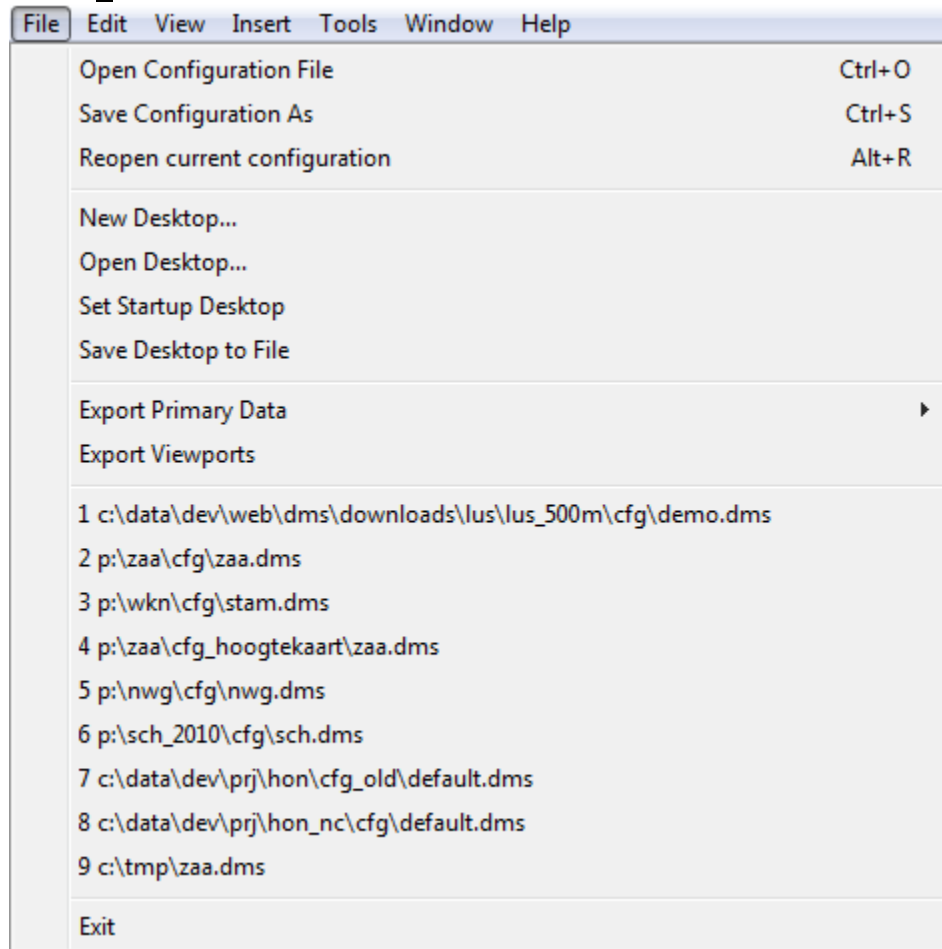 File Edit View Insert Tools Window Help
Open Configuration File Ctrl+O
Save Configuration As Ctrl+S
Reopen current configuration Alt+R
New Desktop...
Open Desktop...
Set Startup Desktop
Save Desktop to File
Export Primary Data
Export Viewports
1 c:\data\dev\web\dms\downloads\lus\lus_500m\cfg\demo.dms
2 p:\zaa\cfg\zaa.dms
3 p:\wkn\cfg\stam.dms
4 p:\zaa\cfg_hoogtekaart\zaa.dms
5 p:\nwg\cfg\nwg.dms
6 p:\sch_2010\cfg\sch.dms
7 c:\data\dev\prj\hon\cfg_old\default.dms
8 c:\data\dev\prj\hon_nc\cfg\default.dms
9 c:\tmp\zaa.dms
Exit